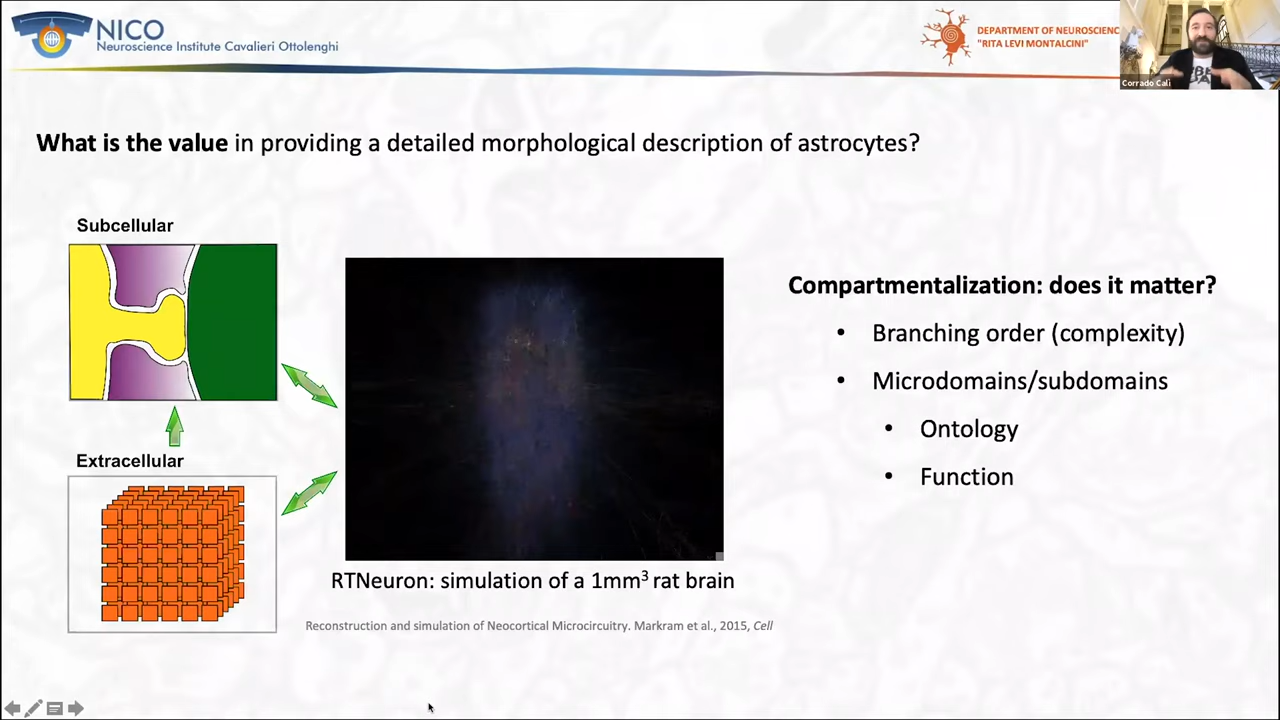 NICO
Neuroscience Institute Cavalieri Ottolenghi
DEPARTMENT OF NEUROSCIENC
"RITA LEVI MONTALCINI"
Corrado Calì
What is the value in providing a detailed morphological description of astrocytes?
Subcellular
Extracellular
RTNeuron: simulation of a 1mm³ rat brain
Reconstruction and simulation of Neocortical Microcircuitry. Markram et al., 2015, Cell
Compartmentalization: does it matter?
• Branching order (complexity)
• Microdomains/subdomains
• Ontology
• Function